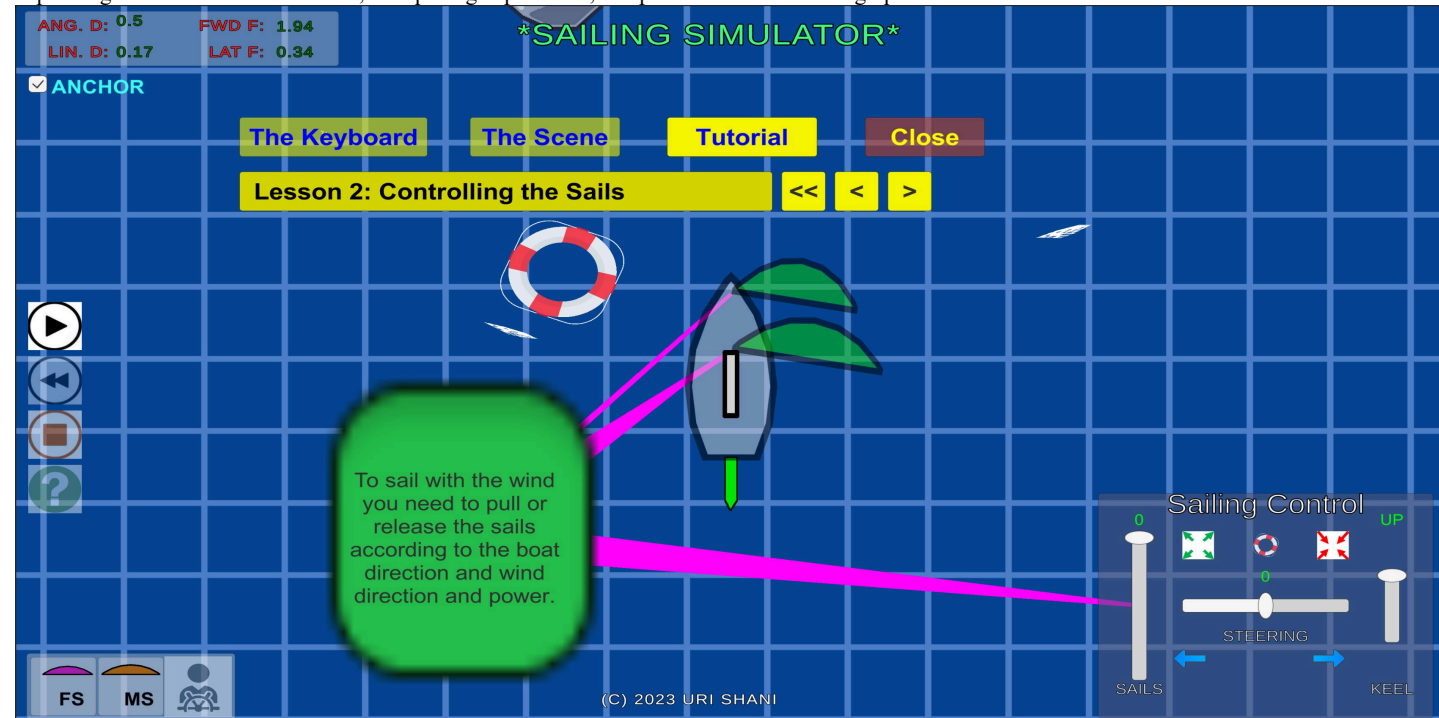 ANG. D: 0.5 FWD F: 1.94
LIN. D: 0.17 LAT F: 0.34
*SAILING SIMULATOR*
ANCHOR
The Keyboard The Scene Tutorial Close
Lesson 2: Controlling the Sails << < >
To sail with the wind
you need to pull or
release the sails
according to the boat
direction and wind
direction and power.
Sailing Control
0 UP
0
STEERING
SAILS KEEL
FS MS
(C) 2023 URI SHANI